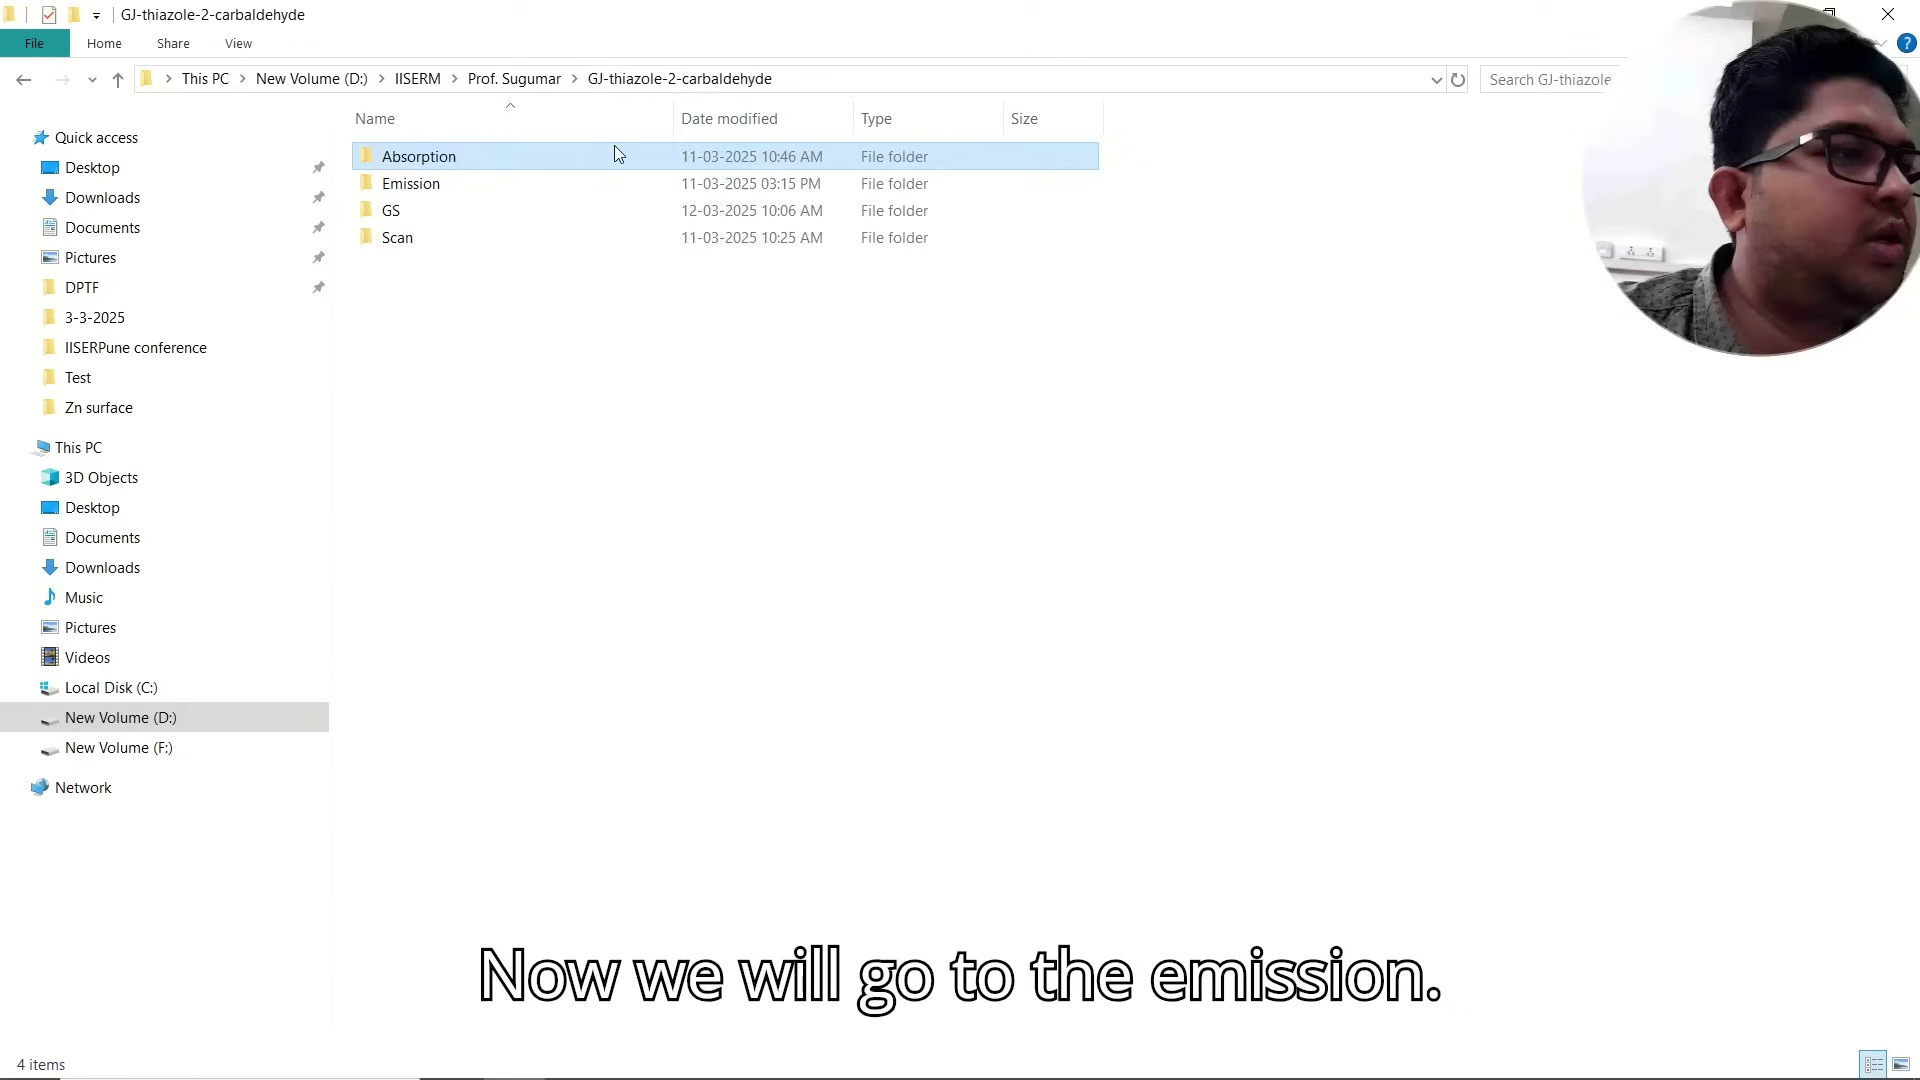 GJ-thiazole-2-carbaldehyde
File Home Share View
This PC New Volume (D:) IISERM Prof. Sugumar GJ-thiazole-2-carbaldehyde Search GJ-thiazole
Name Date modified Type Size
Quick access
Desktop
Downloads
Documents
Pictures
DPTF
3-3-2025
IISERPune conference
Test
Zn surface
This PC
3D Objects
Desktop
Documents
Downloads
Music
Pictures
Videos
Local Disk (C:)
New Volume (D:)
New Volume (F:)
Network
Absorption 11-03-2025 10:46 AM File folder
Emission 11-03-2025 03:15 PM File folder
GS 12-03-2025 10:06 AM File folder
Scan 11-03-2025 10:25 AM File folder
Now we will go to the emission.
4 items